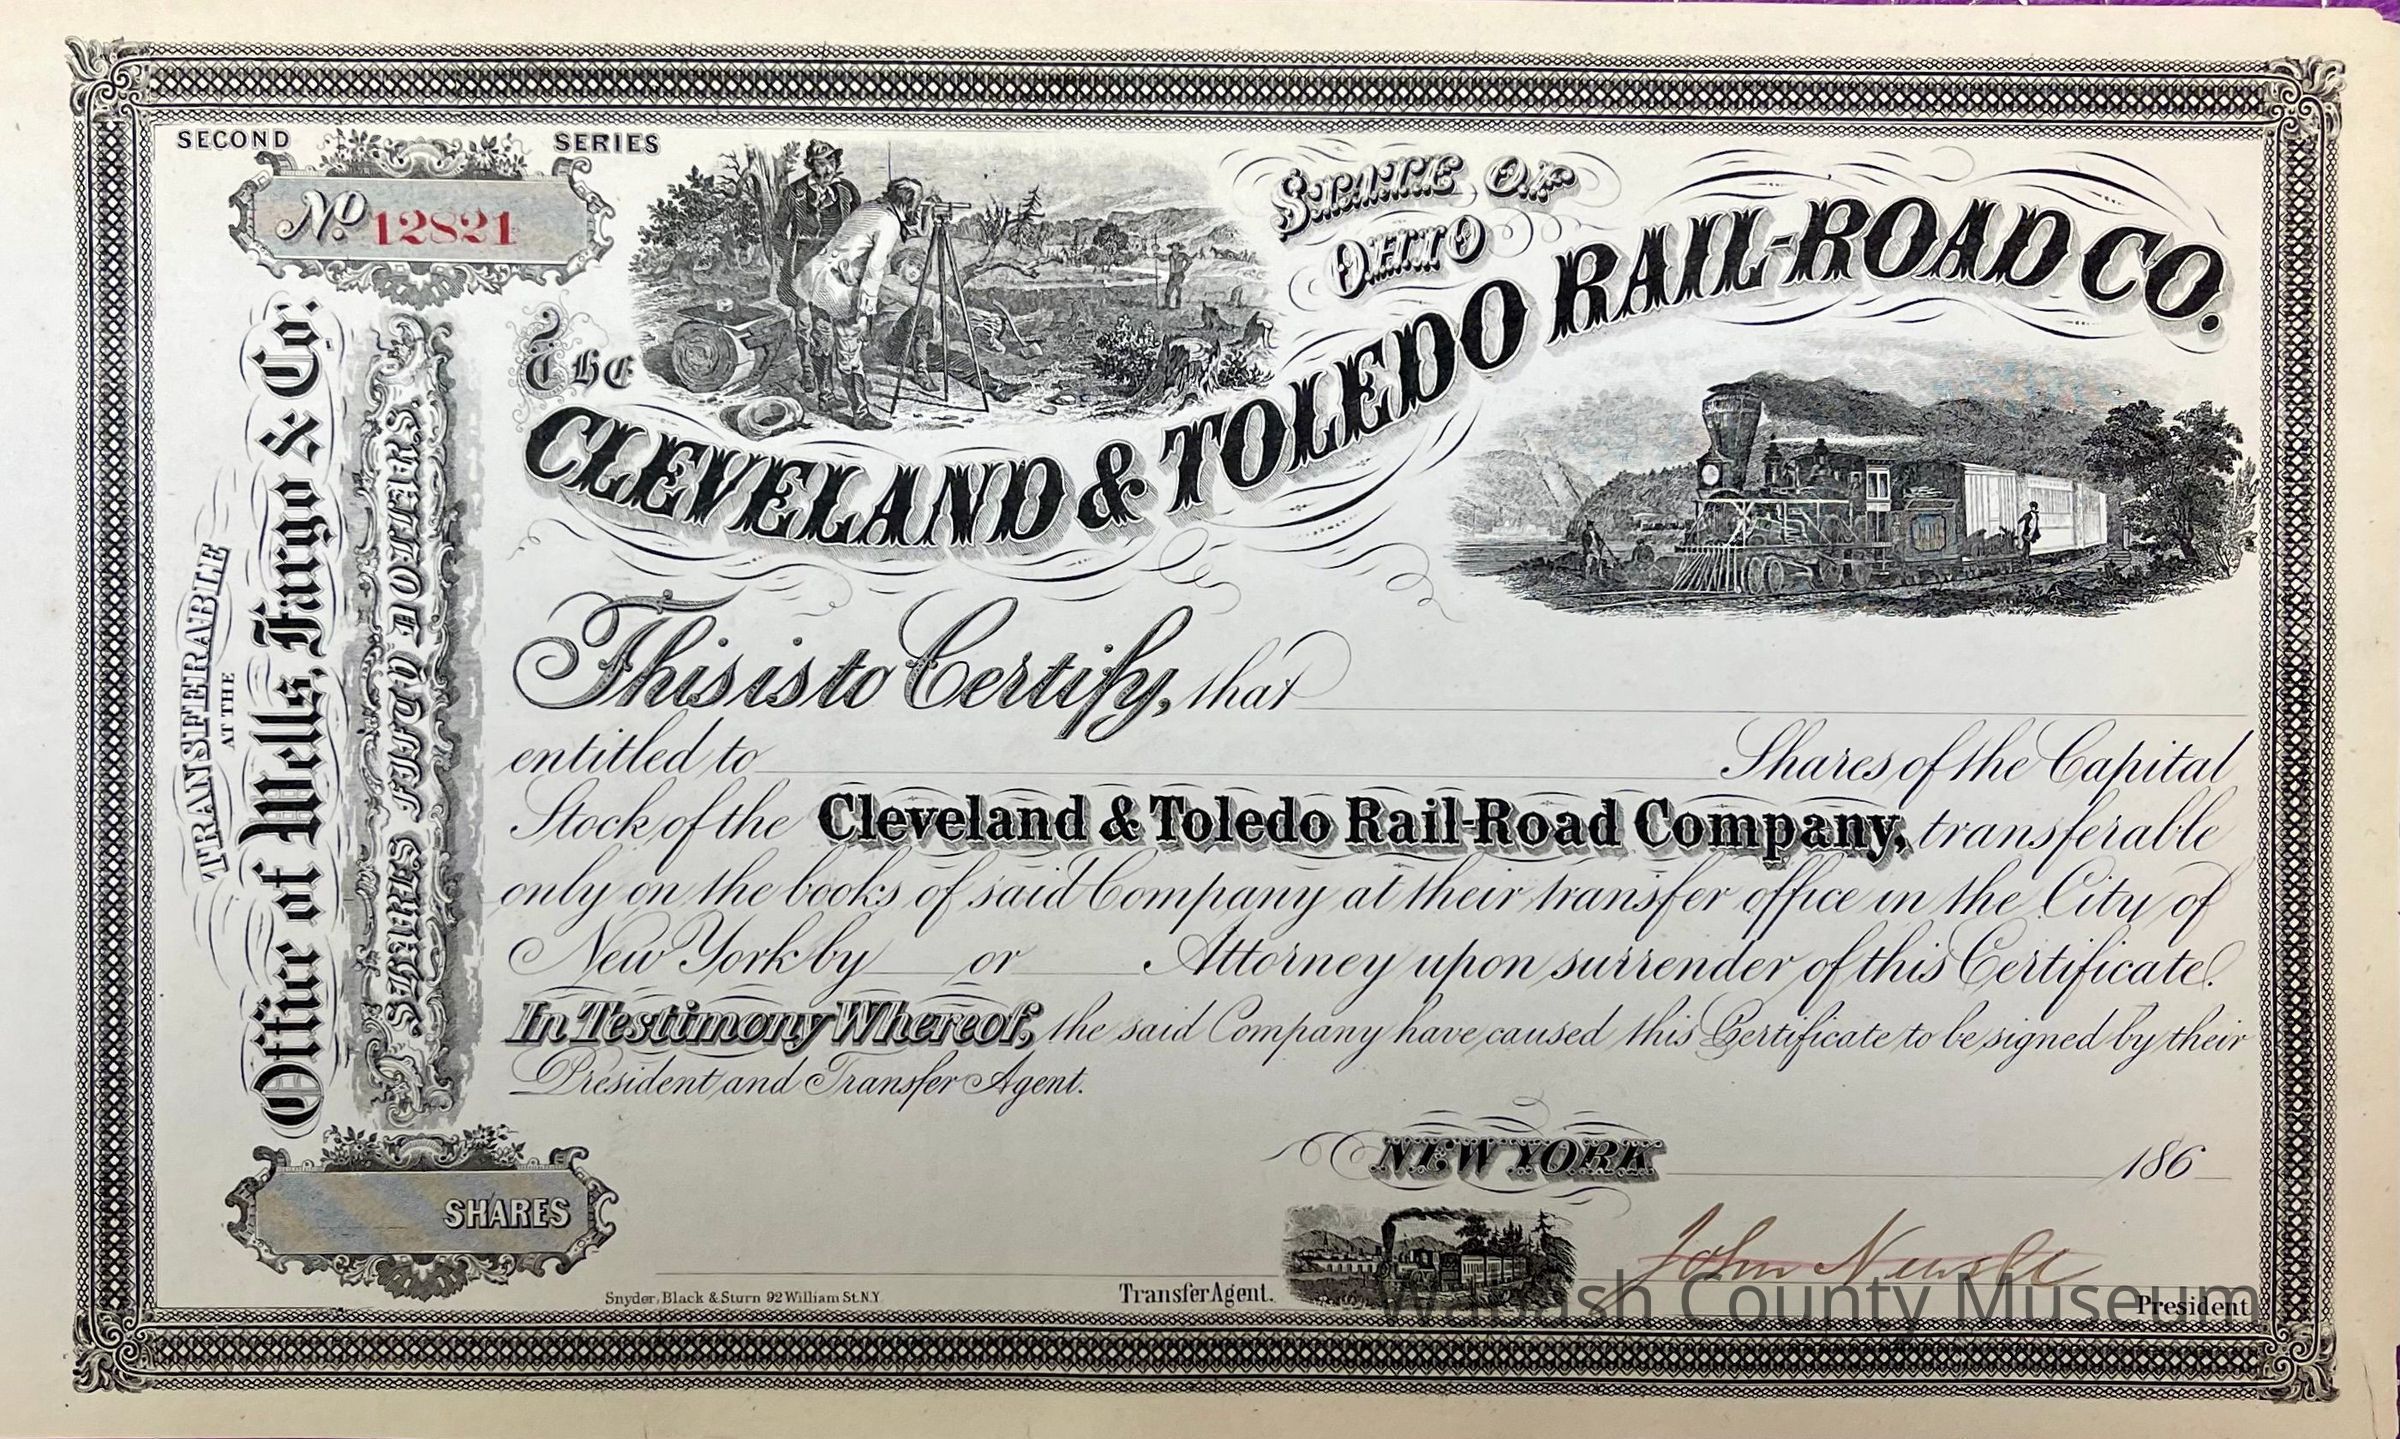 SECOND SERIES
No. 12821
STATE OF
OHIO
The
CLEVELAND & TOLEDO RAIL-ROAD CO.
TRANSFERABLE
AT THE
Office of Wells, Fargo & Co:
SHARES FIFTY DOLLARS.
This is to Certify, that
entitled to Shares of the Capital
Stock of the Cleveland & Toledo Rail-Road Company, transferable
only on the books of said Company at their transfer office in the City of
New York by or Attorney upon surrender of this Certificate.
In Testimony Whereof, the said Company have caused this Certificate to be signed by their
President and Transfer Agent.
NEW YORK 186
SHARES
John Newell
Snyder, Black & Sturn 92 William St. N.Y.
Transfer Agent.
President
Wabash County Museum